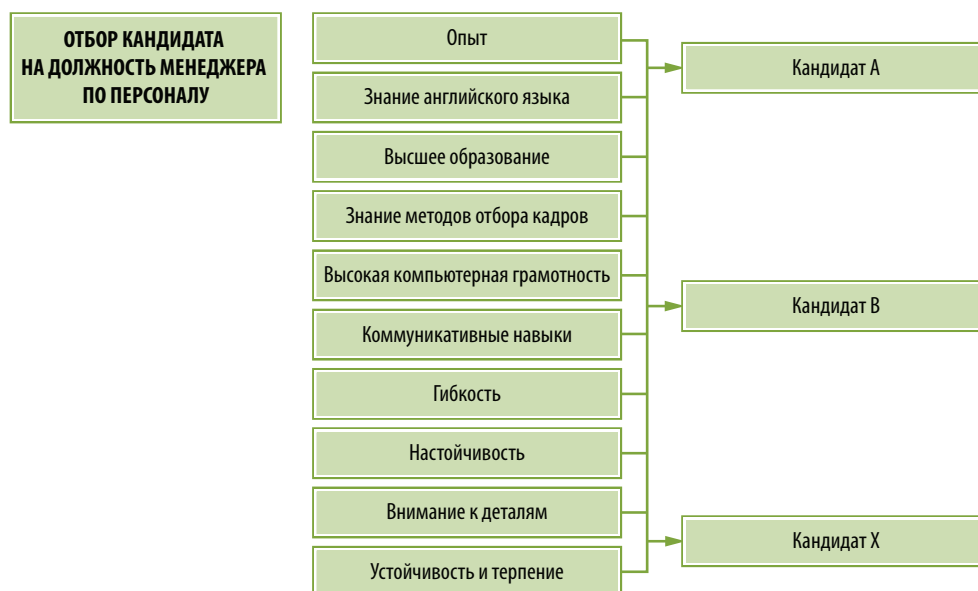 ОТБОР КАНДИДАТА
НА ДОЛЖНОСТЬ МЕНЕДЖЕРА
ПО ПЕРСОНАЛУ
Опыт
Знание английского языка
Высшее образование
Знание методов отбора кадров
Высокая компьютерная грамотность
Коммуникативные навыки
Гибкость
Настойчивость
Внимание к деталям
Устойчивость и терпение
Кандидат А
Кандидат В
Кандидат Х